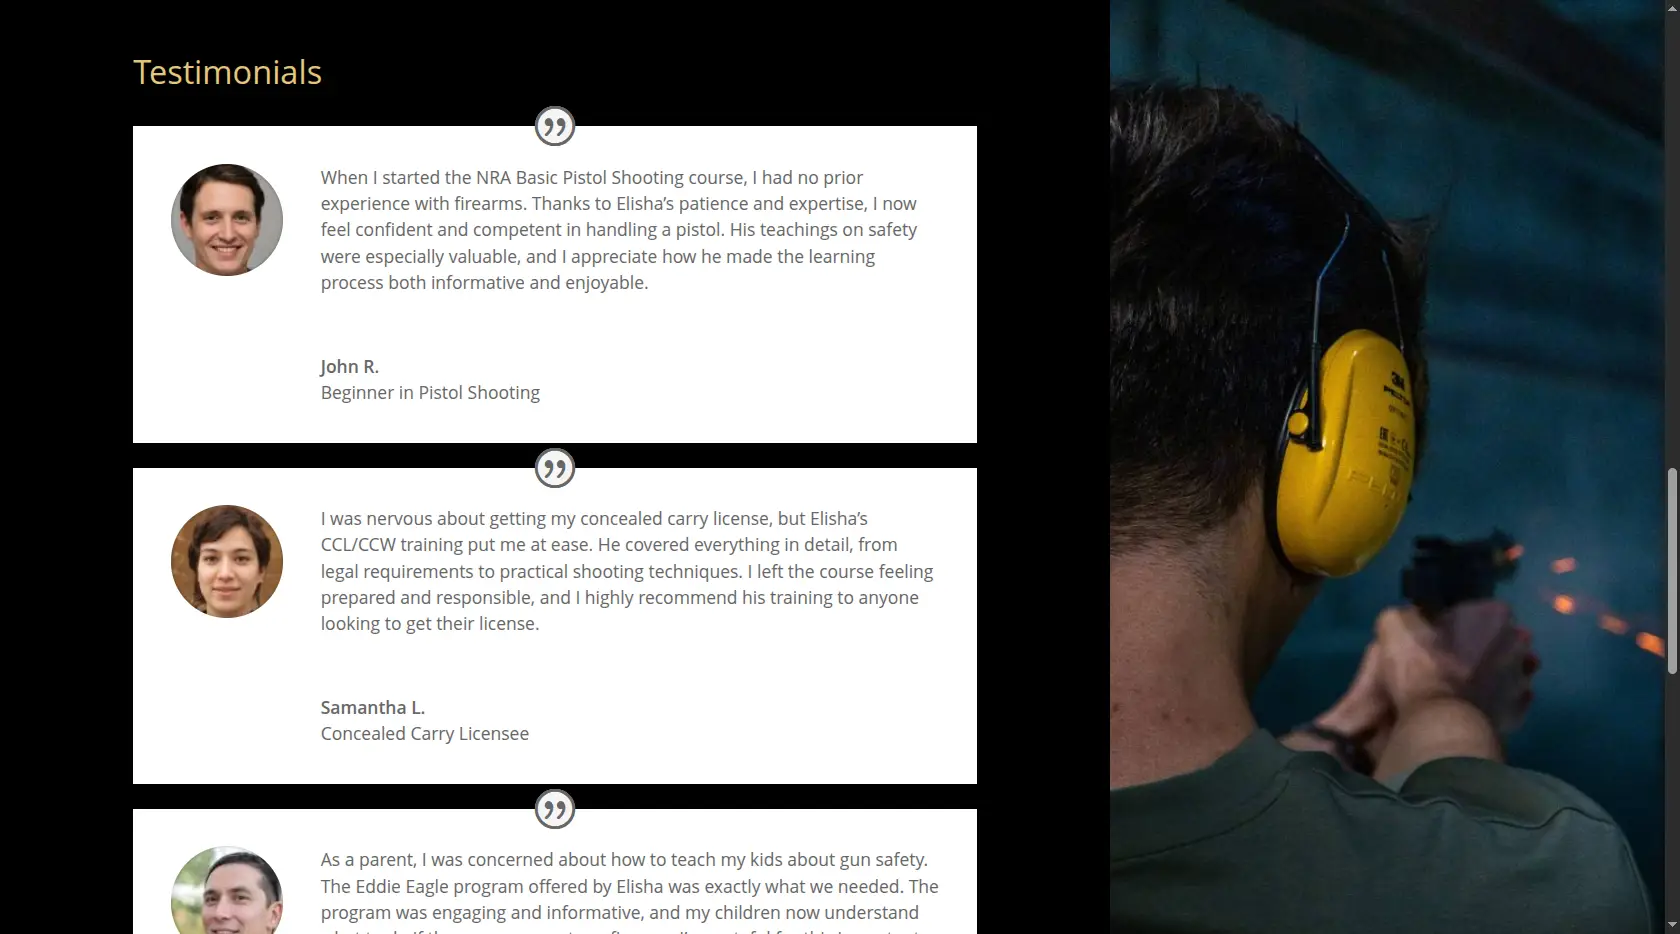 Testimonials
When I started the NRA Basic Pistol Shooting course, I had no prior
experience with firearms. Thanks to Elisha’s patience and expertise, I now
feel confident and competent in handling a pistol. His teachings on safety
were especially valuable, and I appreciate how he made the learning
process both informative and enjoyable.
John R.
Beginner in Pistol Shooting
I was nervous about getting my concealed carry license, but Elisha’s
CCL/CCW training put me at ease. He covered everything in detail, from
legal requirements to practical shooting techniques. I left the course feeling
prepared and responsible, and I highly recommend his training to anyone
looking to get their license.
Samantha L.
Concealed Carry Licensee
As a parent, I was concerned about how to teach my kids about gun safety.
The Eddie Eagle program offered by Elisha was exactly what we needed. The
program was engaging and informative, and my children now understand
3M